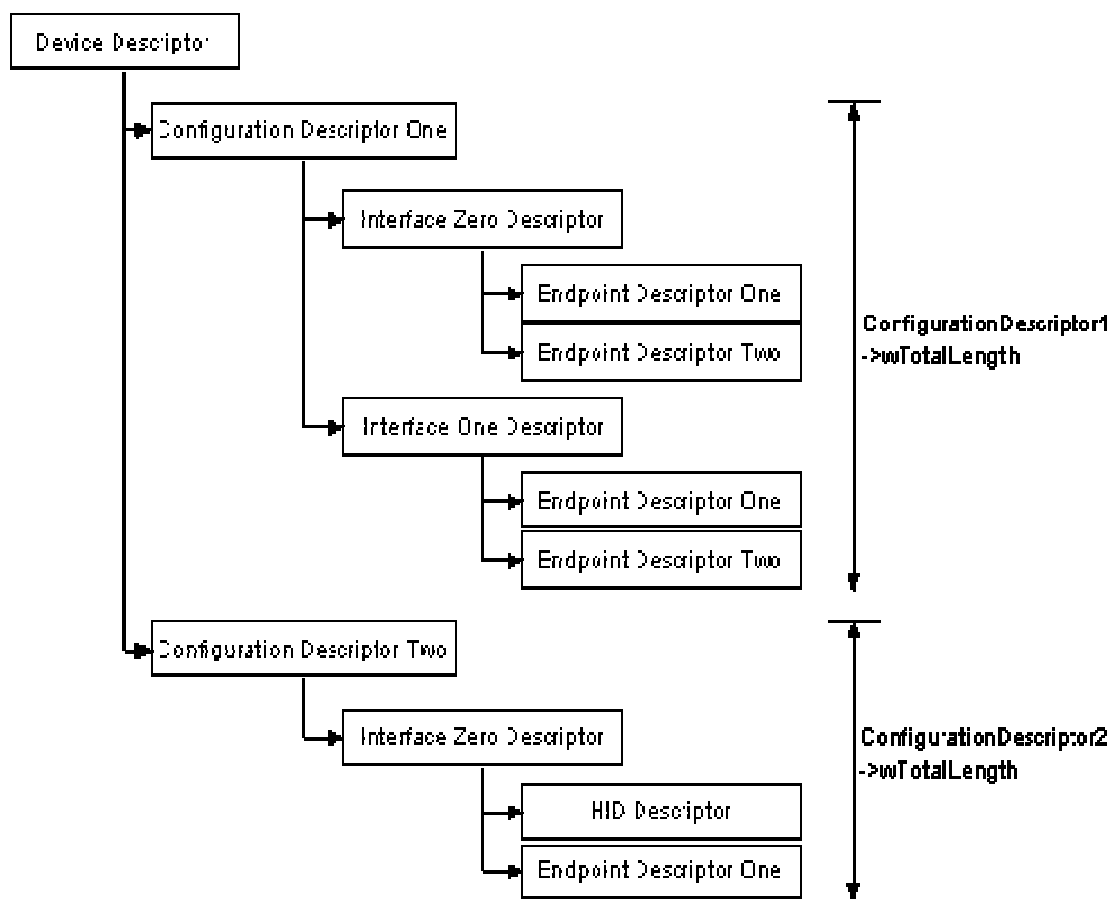 Device Descriptor
Configuration Descriptor One
Interface Zero Descriptor
Endpoint Descriptor One
Endpoint Descriptor Two
ConfigurationDescriptor1
->wTotalLength
Interface One Descriptor
Endpoint Descriptor One
Endpoint Descriptor Two
Configuration Descriptor Two
Interface Zero Descriptor
ConfigurationDescriptor2
->wTotalLength
HID Descriptor
Endpoint Descriptor One